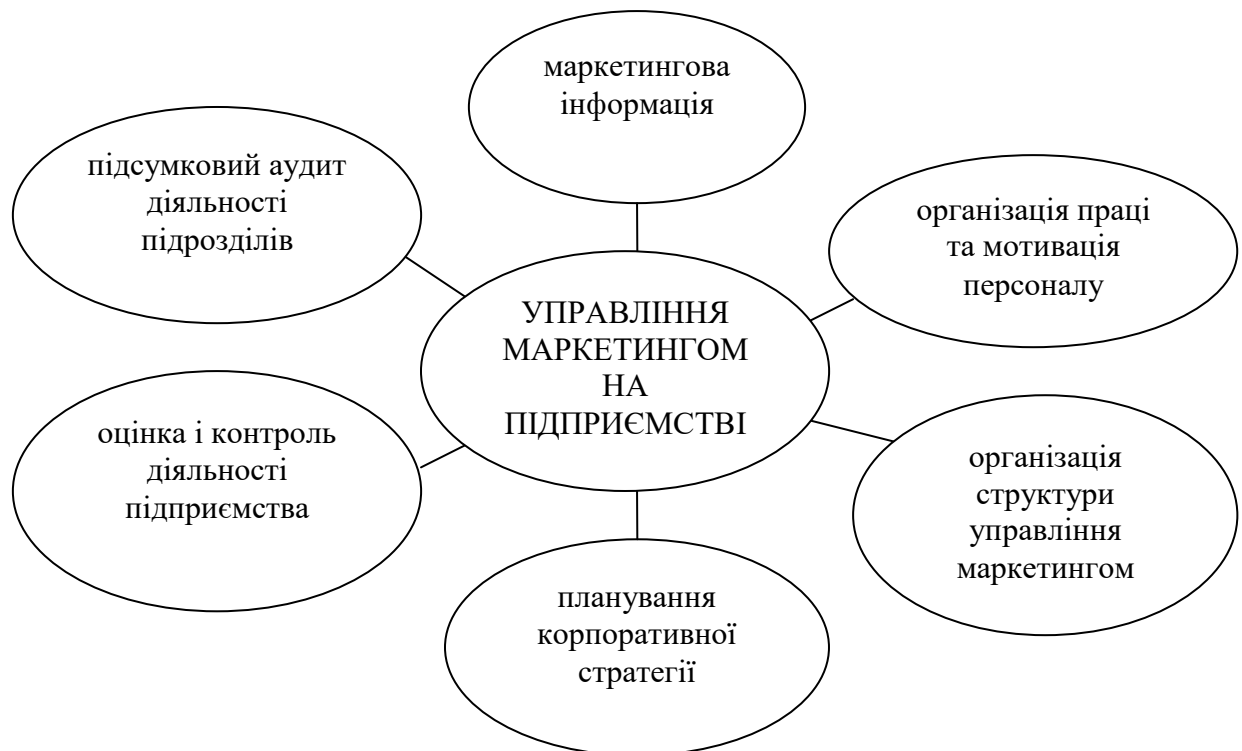 маркетингова
інформація
підсумковий аудит
діяльності
підрозділів
організація праці
та мотивація
персоналу
УПРАВЛІННЯ
МАРКЕТИНГОМ
НА
ПІДПРИЄМСТВІ
оцінка і контроль
діяльності
підприємства
організація
структури
управління
маркетингом
планування
корпоративної
стратегії